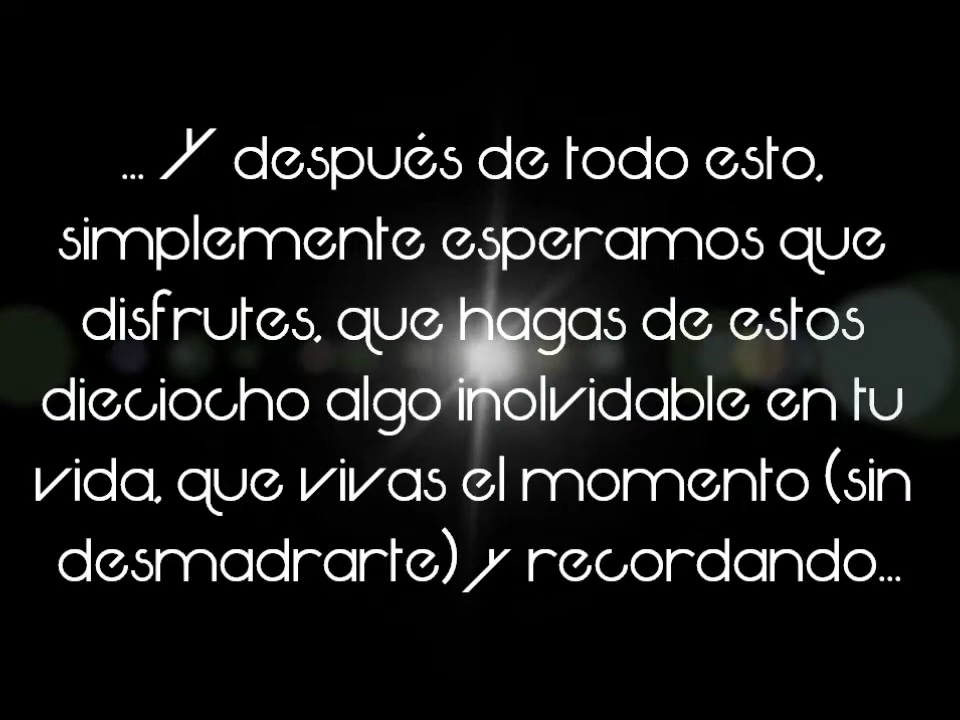 ... Y después de todo esto,
simplemente esperamos que
disfrutes, que hagas de estos
dieciocho algo inolvidable en tu
vida, que vivas el momento (sin
desmadrarte) y recordando...